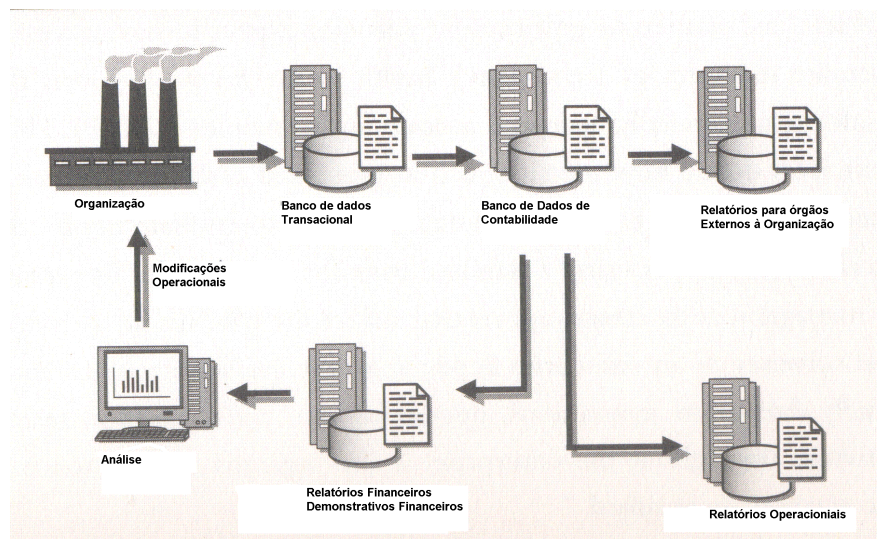 Organização
Banco de dados
Transacional
Banco de Dados de
Contabilidade
Relatórios para órgãos
Externos à Organização
Modificações
Operacionais
Análise
Relatórios Financeiros
Demonstrativos Financeiros
Relatórios Operacioniais